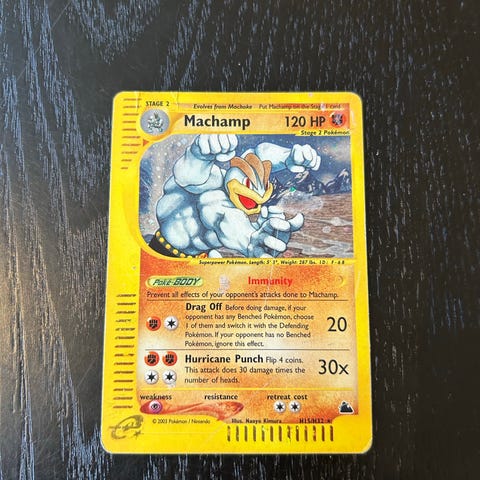 STAGE 2
Evolves from Machoke Put Machamp on the Stage 1 card
Machamp 120 HP
Stage 2 Pokémon
Superpower Pokémon. Length: 5' 3", Weight: 287 lbs. ID: F-68
Poké-BODY Immunity
Prevent all effects of your opponent's attacks done to Machamp.
Drag Off Before doing damage, if your
opponent has any Benched Pokémon, choose
1 of them and switch it with the Defending
Pokémon. If your opponent has no Benched
Pokémon, ignore this effect.
20
Hurricane Punch Flip 4 coins.
This attack does 30 damage times the
number of heads.
30x
weakness resistance retreat cost
Illus. Naoyo Kimura H15/H32 ★
© 2003 Pokémon / Nintendo